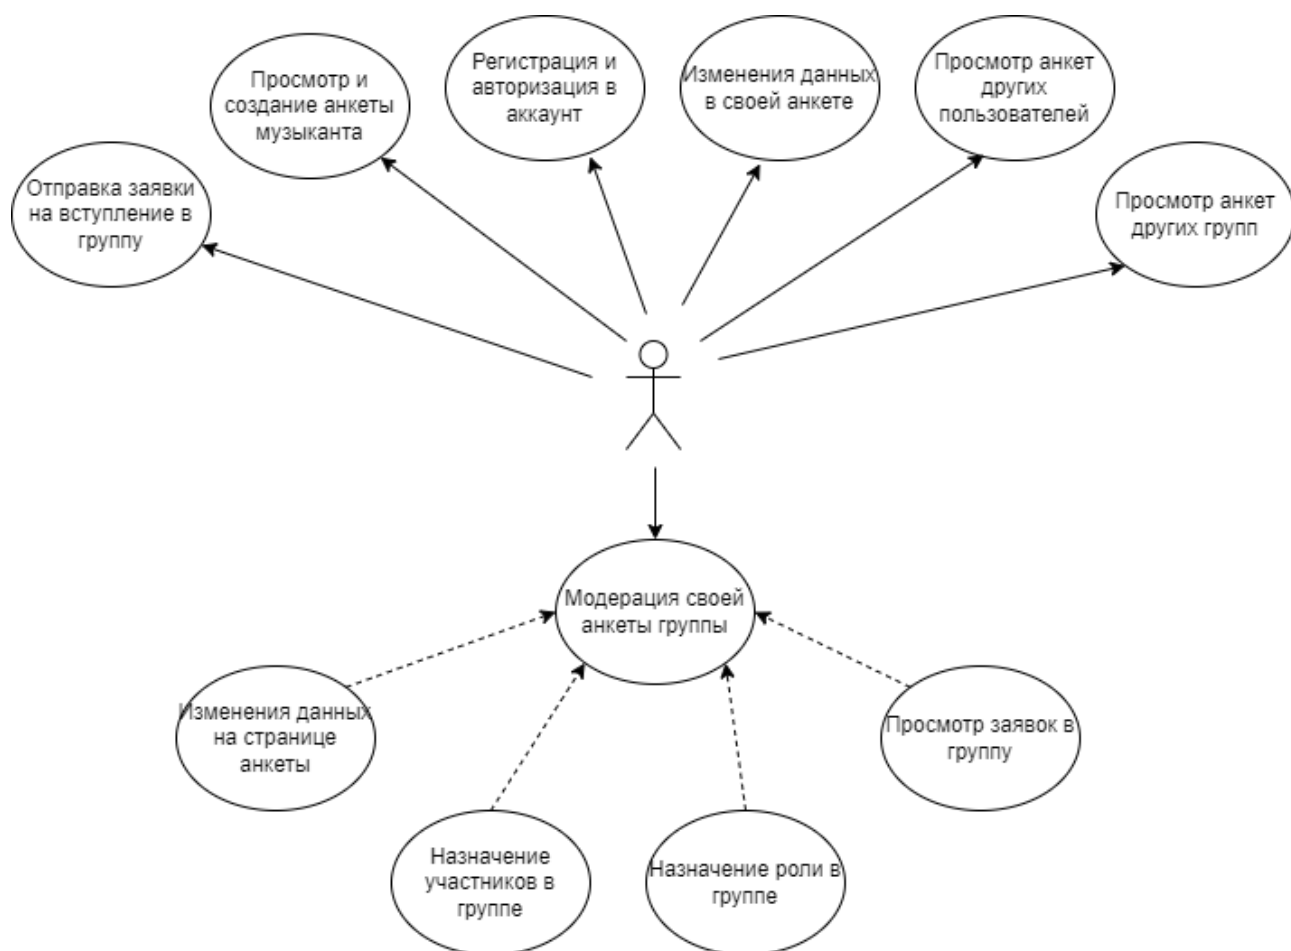 Отправка заявки
на вступление в
группу
Просмотр и
создание анкеты
музыканта
Регистрация и
авторизация в
аккаунт
Изменения данных
в своей анкете
Просмотр анкет
других
пользователей
Просмотр анкет
других групп
Модерация своей
анкеты группы
Изменения данных
на странице
анкеты
Назначение
участников в
группе
Назначение роли в
группе
Просмотр заявок в
группу